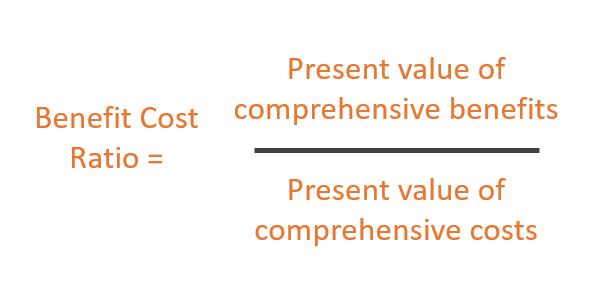 Benefit Cost
Ratio =
Present value of
comprehensive benefits
Present value of
comprehensive costs